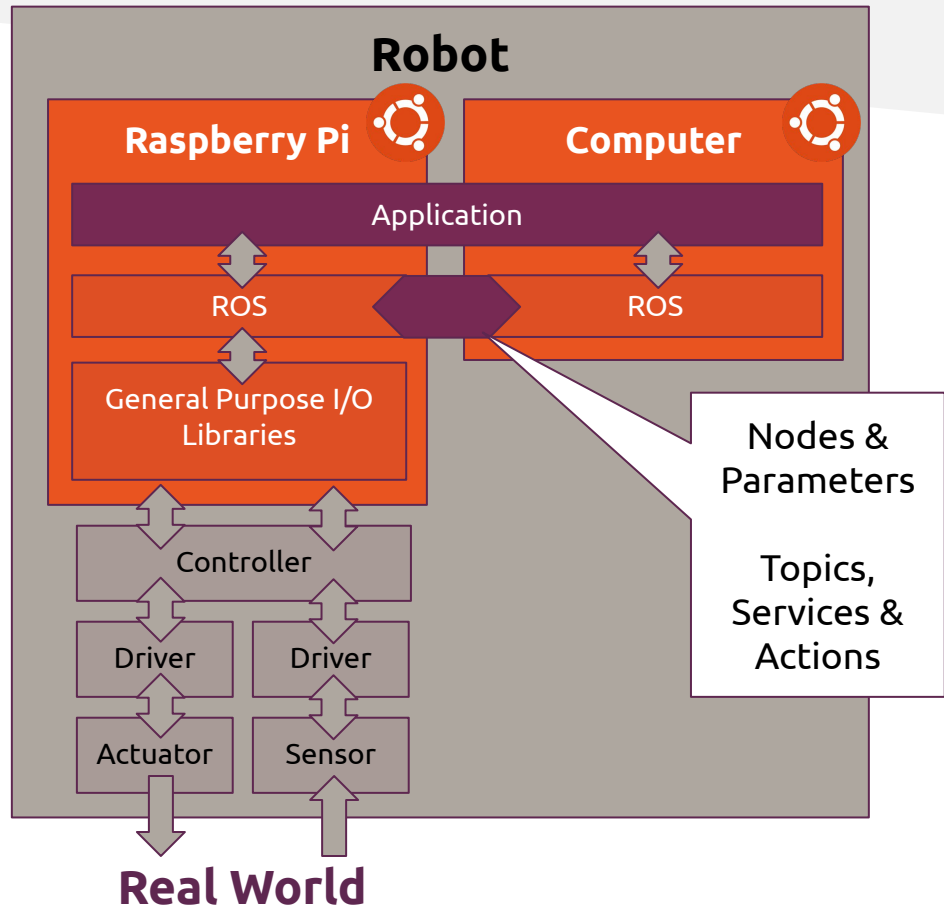 Robot
Raspberry Pi
Computer
Application
ROS
ROS
General Purpose I/O
Libraries
Nodes &
Parameters
Topics,
Services &
Actions
Controller
Driver
Driver
Actuator
Sensor
Real World